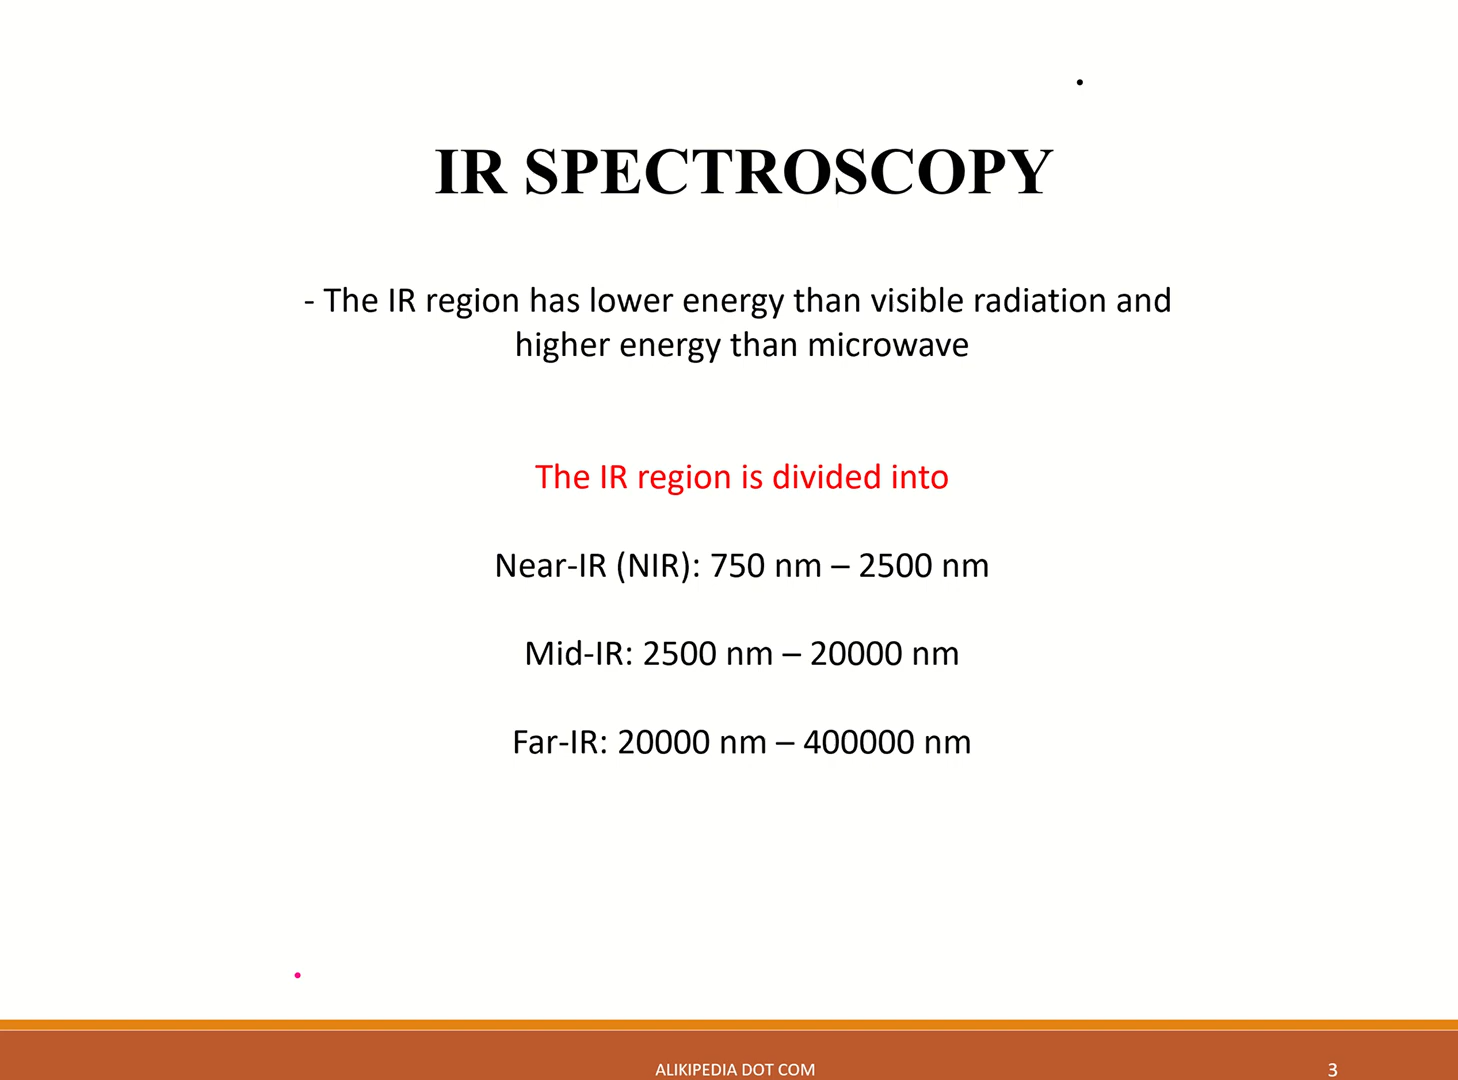 IR SPECTROSCOPY
- The IR region has lower energy than visible radiation and
higher energy than microwave
The IR region is divided into
Near-IR (NIR): 750 nm – 2500 nm
Mid-IR: 2500 nm – 20000 nm
Far-IR: 20000 nm – 400000 nm
ALIKIPEDIA DOT COM
3